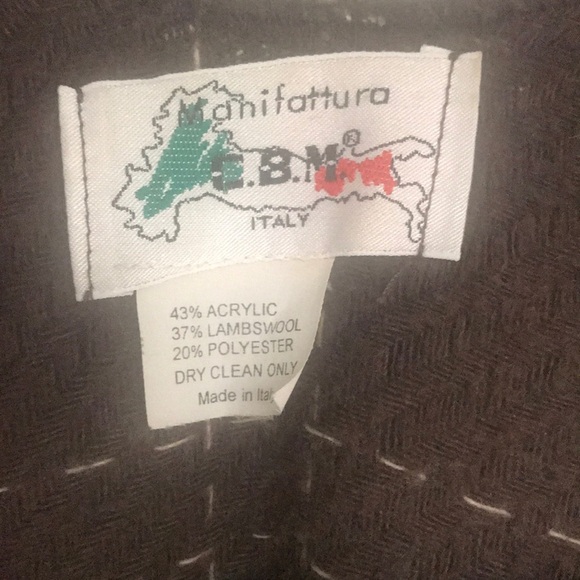 Manifattura
C.B.M.®
ITALY
43% ACRYLIC
37% LAMBSWOOL
20% POLYESTER
DRY CLEAN ONLY
Made in Italy